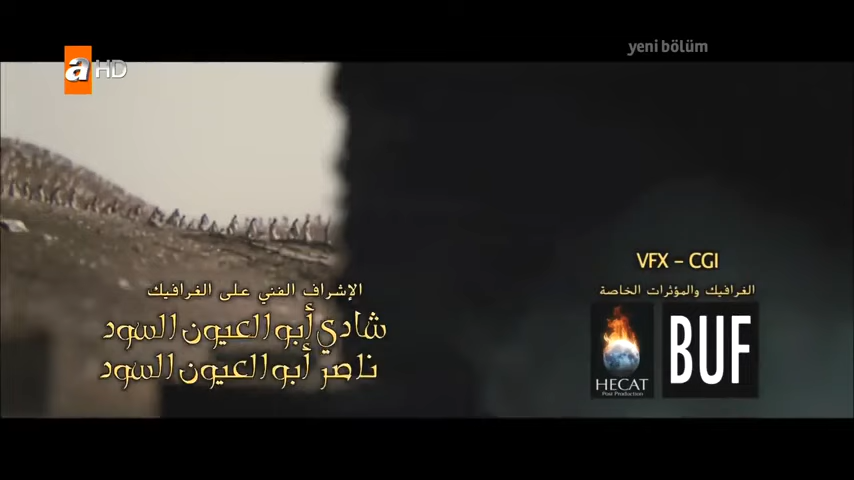 a HD
yeni bölüm
الإشراف الفني على الغرافيك
شادي أبو العيون السود
ناصر أبو العيون السود
VFX – CGI
الغرافيك والمؤثرات الخاصة
HECAT
Post Production
BUF